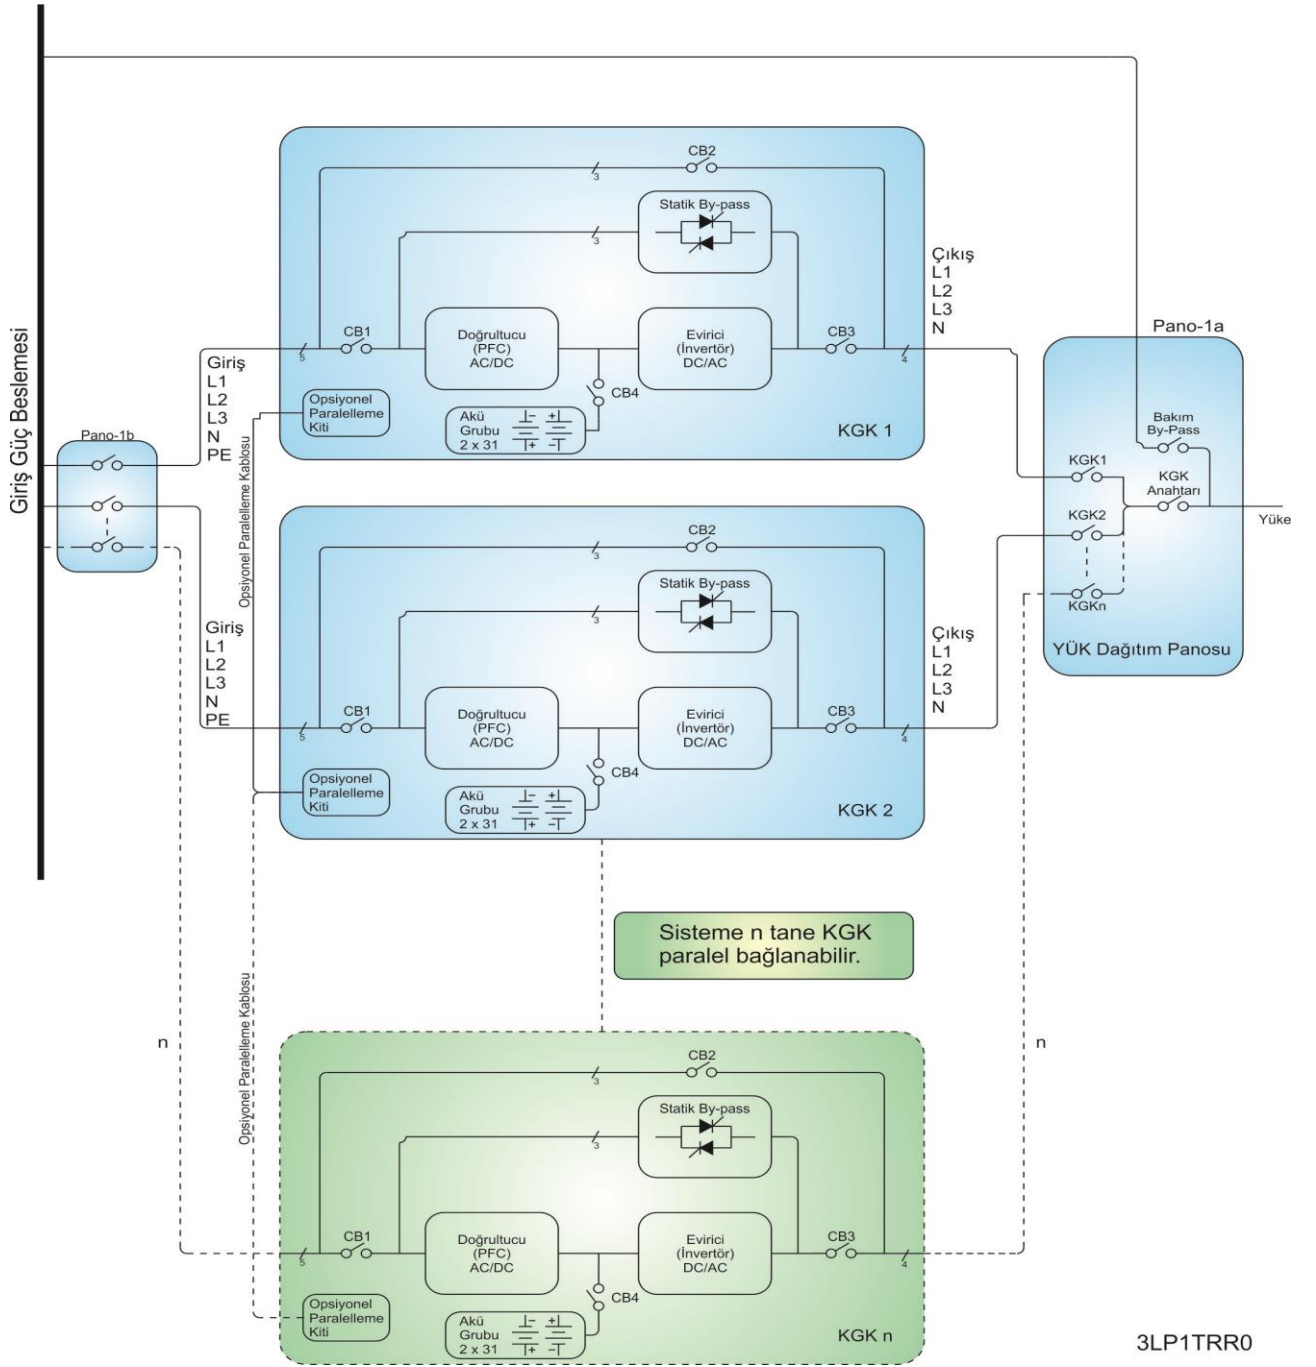 Giriş Güç Beslemesi
Pano-1b
Giriş
L1
L2
L3
N
PE
Opsiyonel Paralelleme Kablosu
CB2
3
Statik By-pass
3
5
CB1
Doğrultucu
(PFC)
AC/DC
Evirici
(İnvertör)
DC/AC
CB3
4
CB4
Opsiyonel
Paralelleme
Kiti
Akü
Grubu
2 x 31
KGK 1
Çıkış
L1
L2
L3
N
Pano-1a
Bakım
By-Pass
KGK1
KGK
Anahtarı
KGK2
KGKn
Yüke
YÜK Dağıtım Panosu
Giriş
L1
L2
L3
N
PE
CB2
3
Statik By-pass
3
5
CB1
Doğrultucu
(PFC)
AC/DC
Evirici
(İnvertör)
DC/AC
CB3
4
CB4
Opsiyonel
Paralelleme
Kiti
Akü
Grubu
2 x 31
KGK 2
Çıkış
L1
L2
L3
N
Sisteme n tane KGK
paralel bağlanabilir.
Opsiyonel Paralelleme Kablosu
n
n
CB2
3
Statik By-pass
3
5
CB1
Doğrultucu
(PFC)
AC/DC
Evirici
(İnvertör)
DC/AC
CB3
4
CB4
Opsiyonel
Paralelleme
Kiti
Akü
Grubu
2 x 31
KGK n
3LP1TRR0